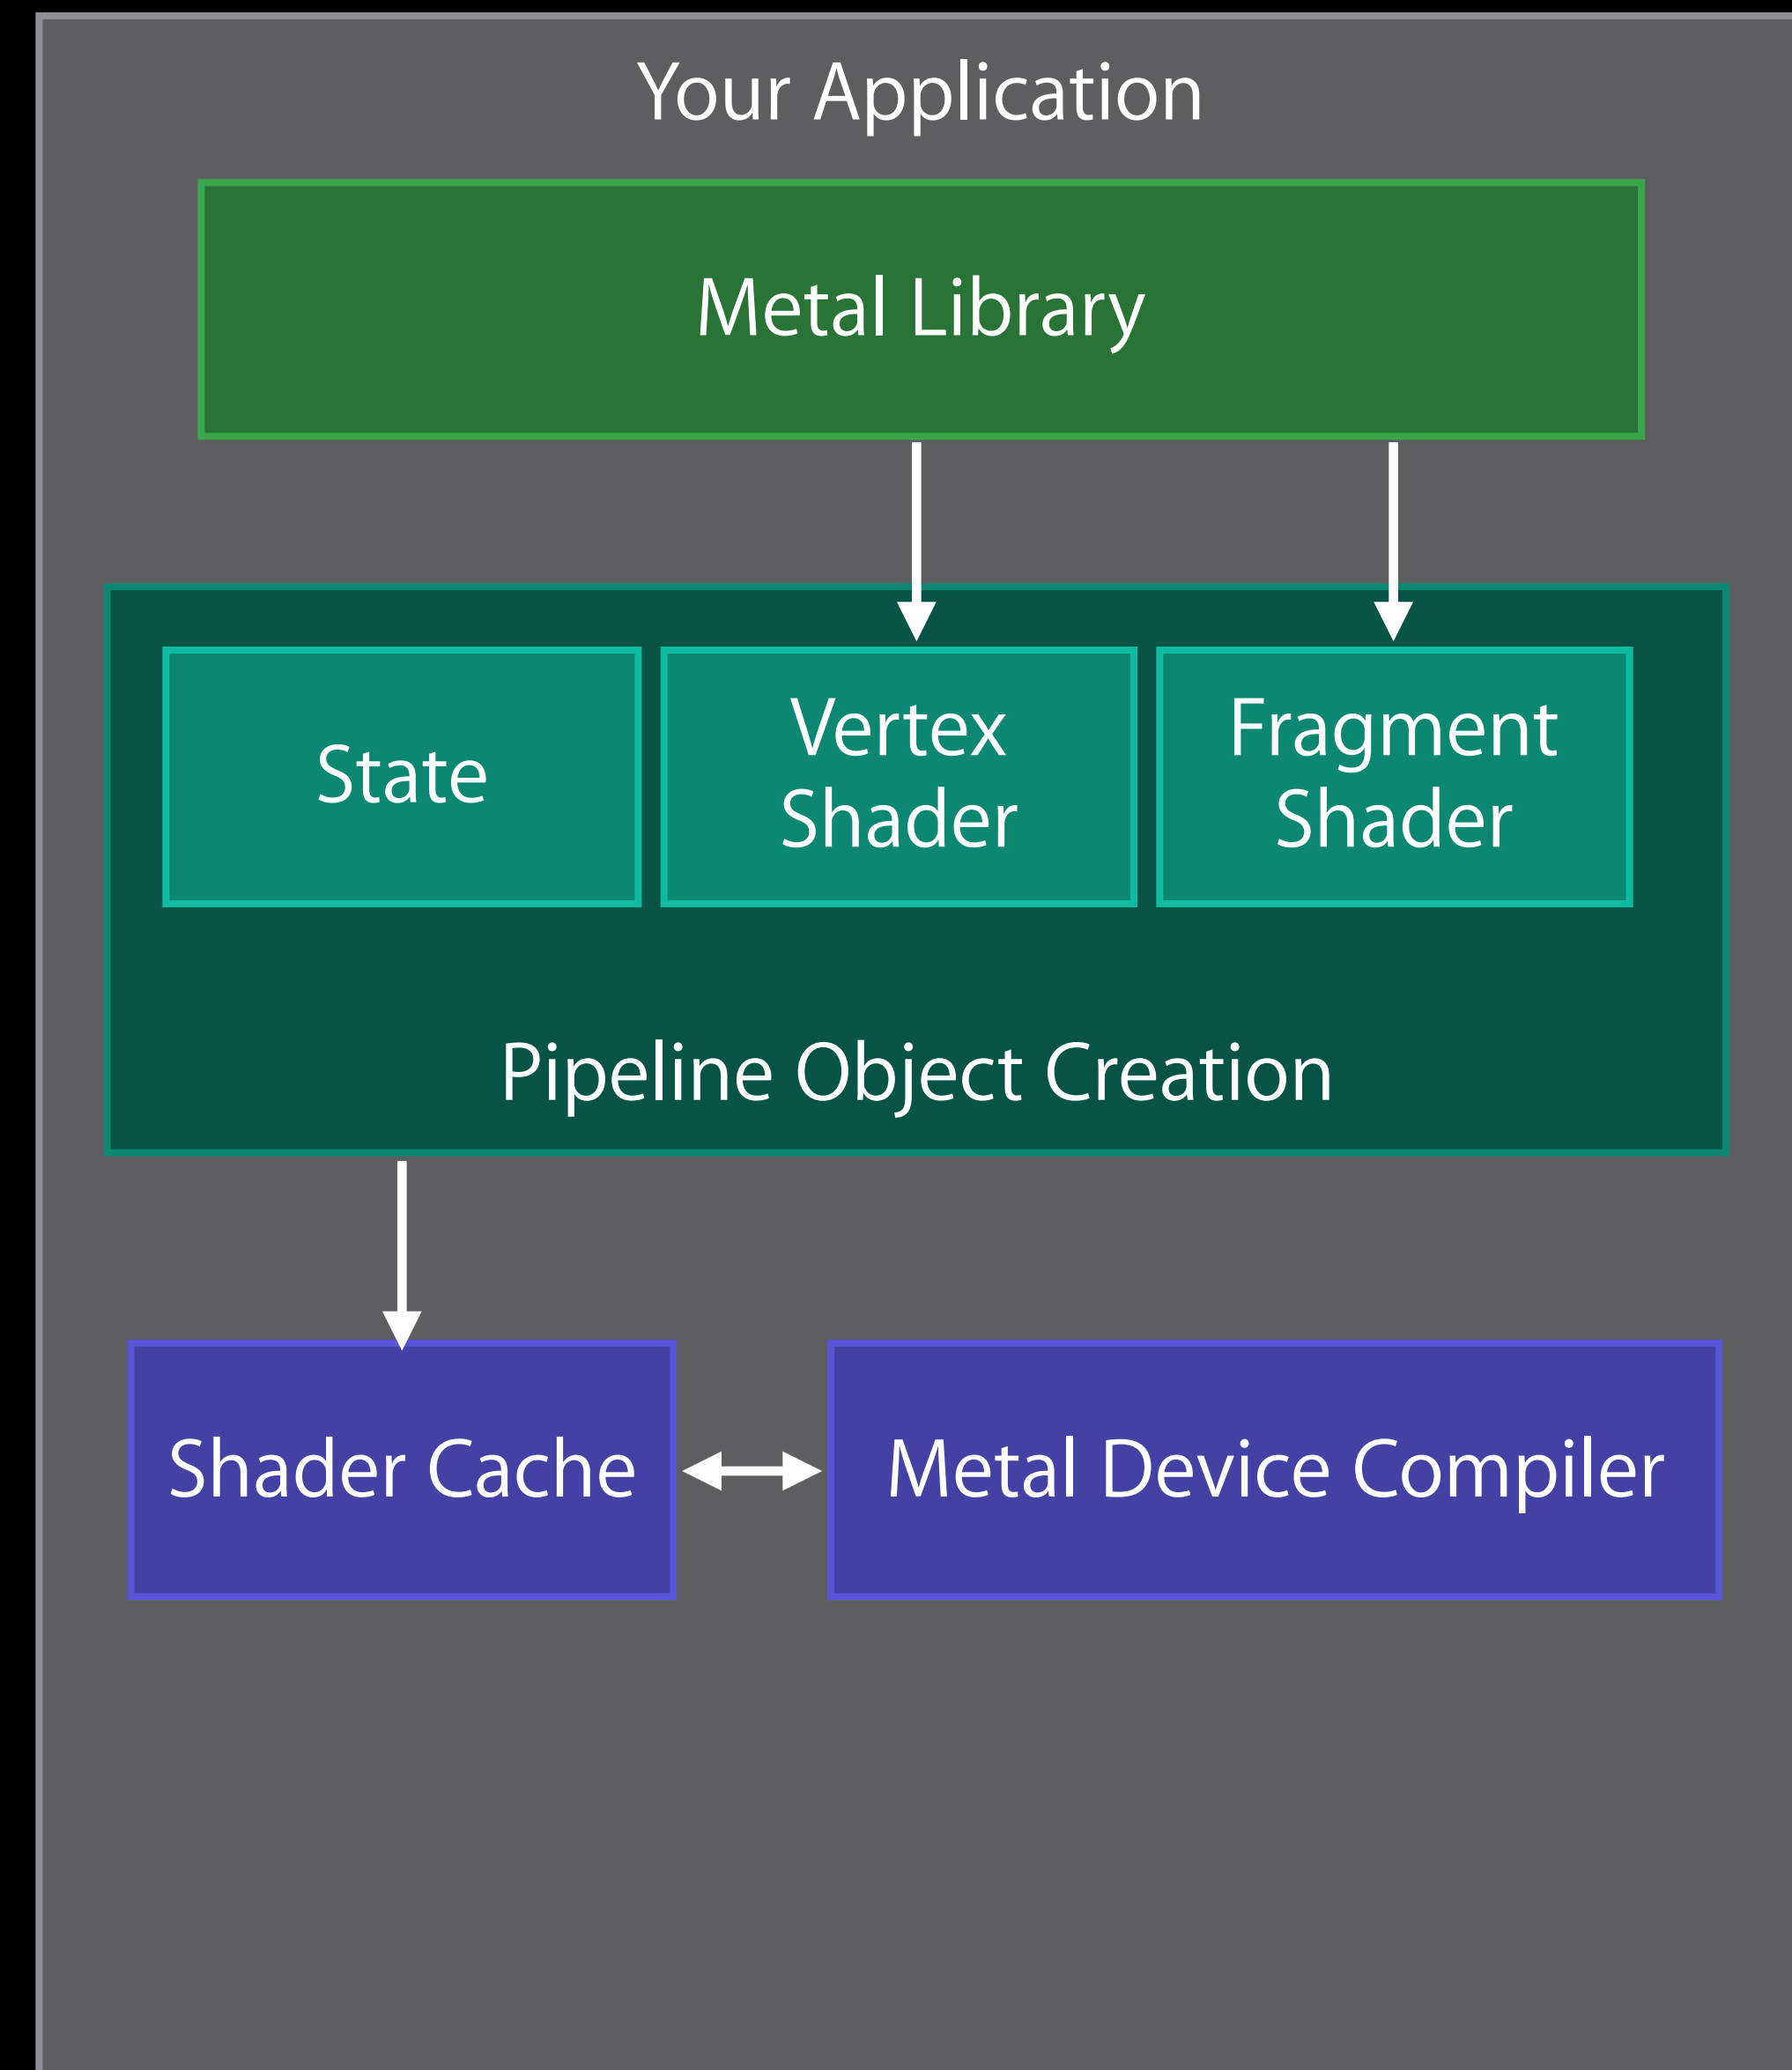 Your Application
Metal Library
State
Vertex
Shader
Fragment
Shader
Pipeline Object Creation
Shader Cache
Metal Device Compiler